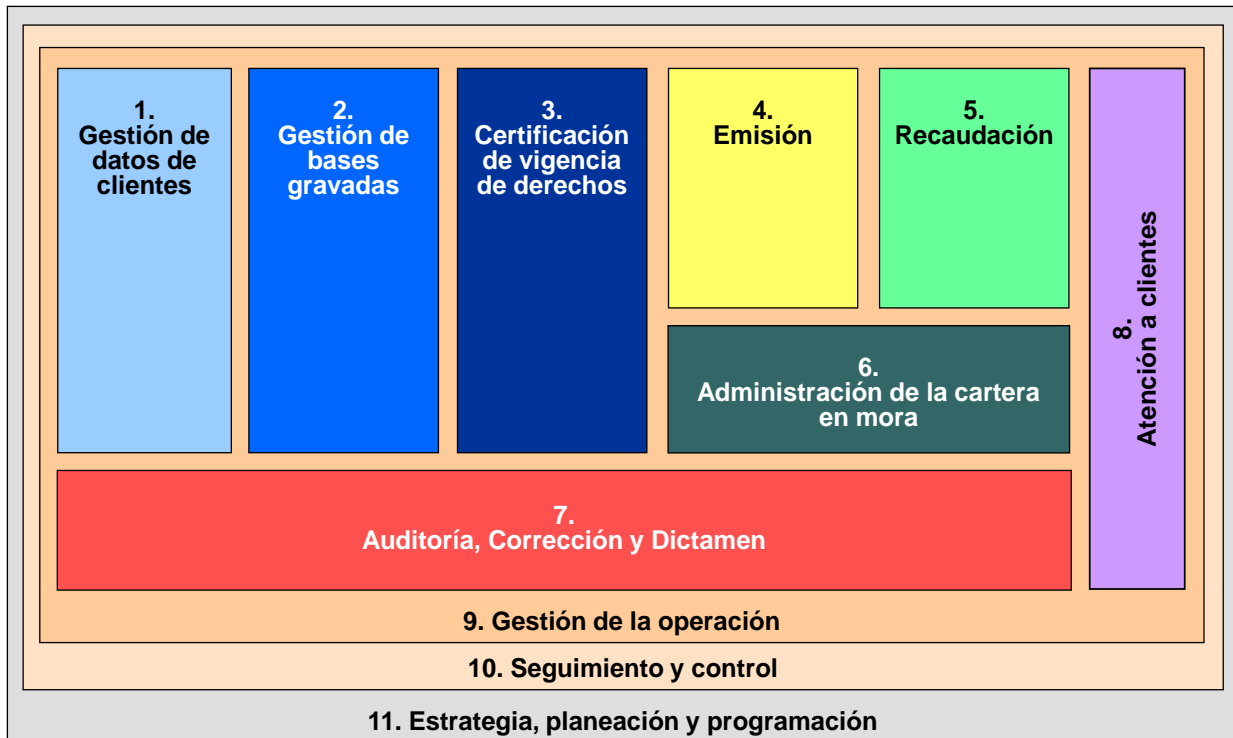 1.
Gestión de
datos de
clientes
2.
Gestión de
bases
gravadas
3.
Certificación
de vigencia
de derechos
4.
Emisión
5.
Recaudación
6.
Administración de la cartera
en mora
7.
Auditoría, Corrección y Dictamen
8.
Atención a clientes
9. Gestión de la operación
10. Seguimiento y control
11. Estrategia, planeación y programación